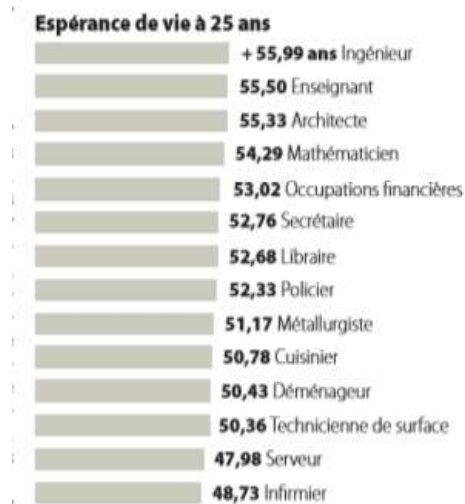 Espérance de vie à 25 ans
+ 55,99 ans Ingénieur
55,50 Enseignant
55,33 Architecte
54,29 Mathématicien
53,02 Occupations financières
52,76 Secrétaire
52,68 Libraire
52,33 Policier
51,17 Métallurgiste
50,78 Cuisinier
50,43 Déménageur
50,36 Technicienne de surface
47,98 Serveur
48,73 Infirmier